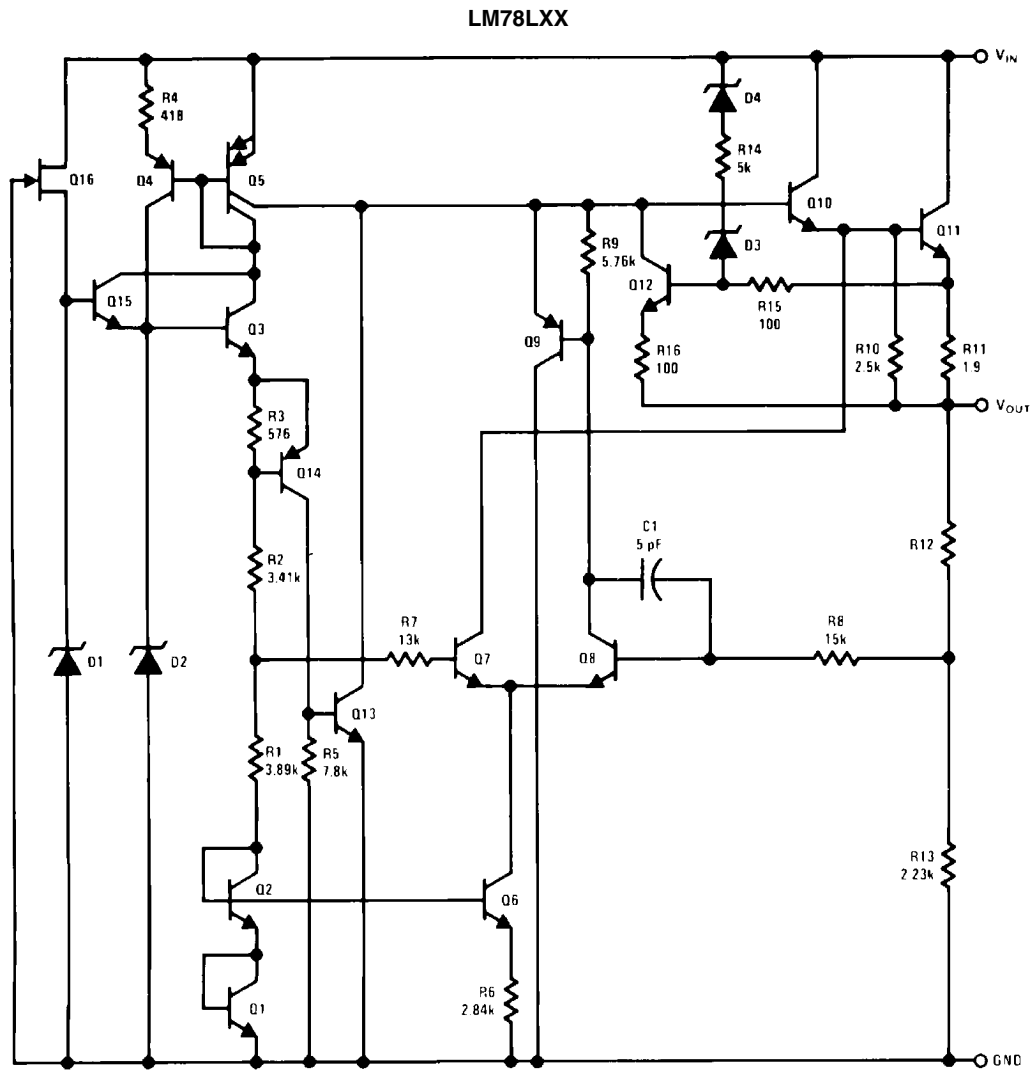 LM78LXX
VIN
R4
418
D4
R14
5k
Q16
Q4
Q5
Q10
Q11
R9
5.76k
D3
Q12
Q15
Q3
R15
100
Q9
R16
100
R10
2.5k
R11
1.9
VOUT
R3
576
Q14
C1
5 pF
R12
R2
3.41k
R7
13k
R8
15k
D1
D2
Q7
Q8
Q13
R1
3.89k
R5
7.8k
R13
2.23k
Q2
Q6
Q1
R6
2.84k
GND